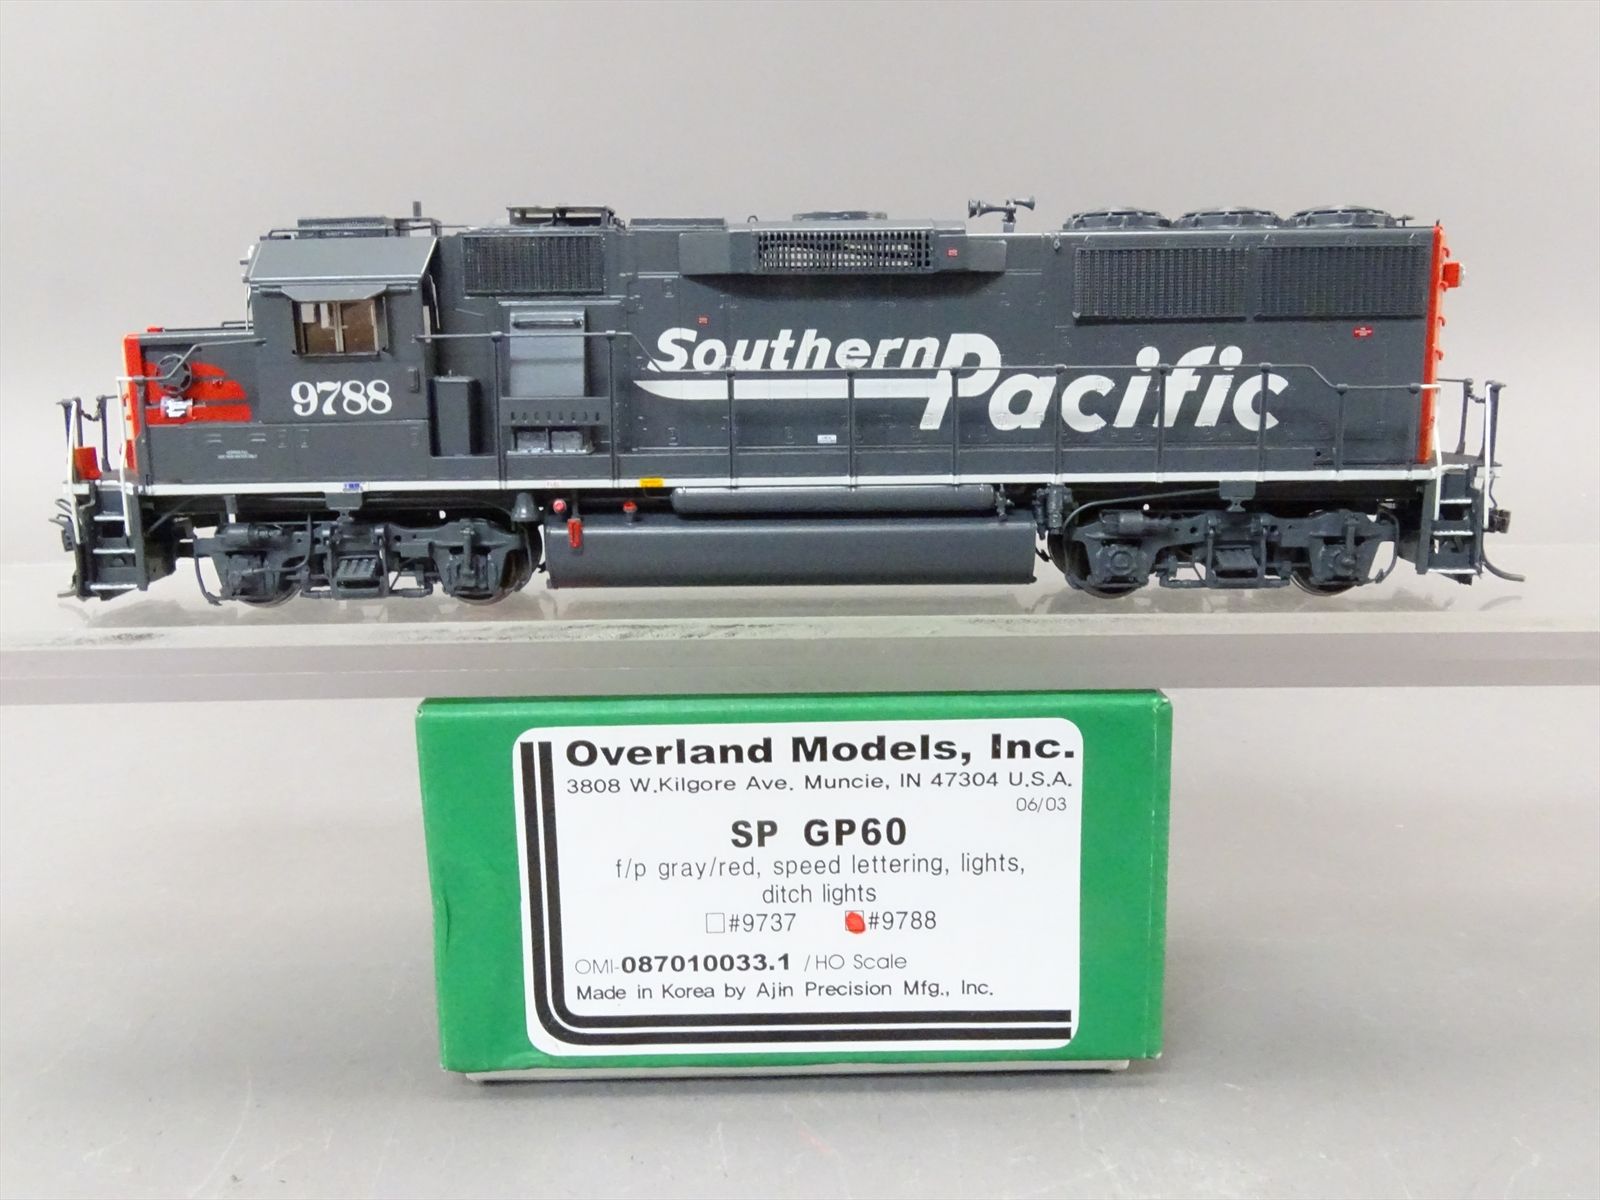 Southern
Pacific
9788
Overland Models, Inc.
3808 W.Kilgore Ave. Muncie, IN 47304 U.S.A.
06/03
SP GP60
f/p gray/red, speed lettering, lights,
ditch lights
#9737 #9788
OMI-087010033.1 /HO Scale
Made in Korea by Ajin Precision Mfg., Inc.